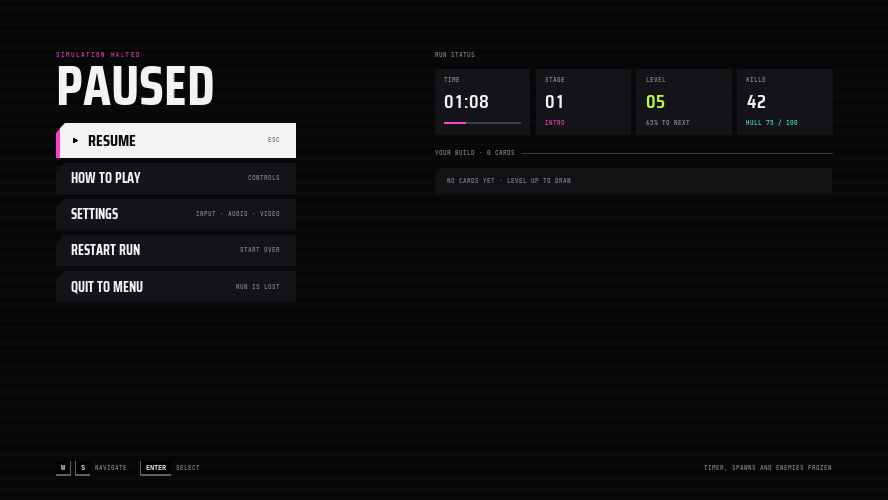 SIMULATION HALTED
PAUSED
RESUME ESC
HOW TO PLAY CONTROLS
SETTINGS INPUT · AUDIO · VIDEO
RESTART RUN START OVER
QUIT TO MENU RUN IS LOST
RUN STATUS
TIME
01:08
STAGE
01
INTRO
LEVEL
05
63% TO NEXT
KILLS
42
HULL 75 / 100
YOUR BUILD · 0 CARDS
NO CARDS YET · LEVEL UP TO DRAW
W S NAVIGATE ENTER SELECT
TIMER, SPAWNS AND ENEMIES FROZEN